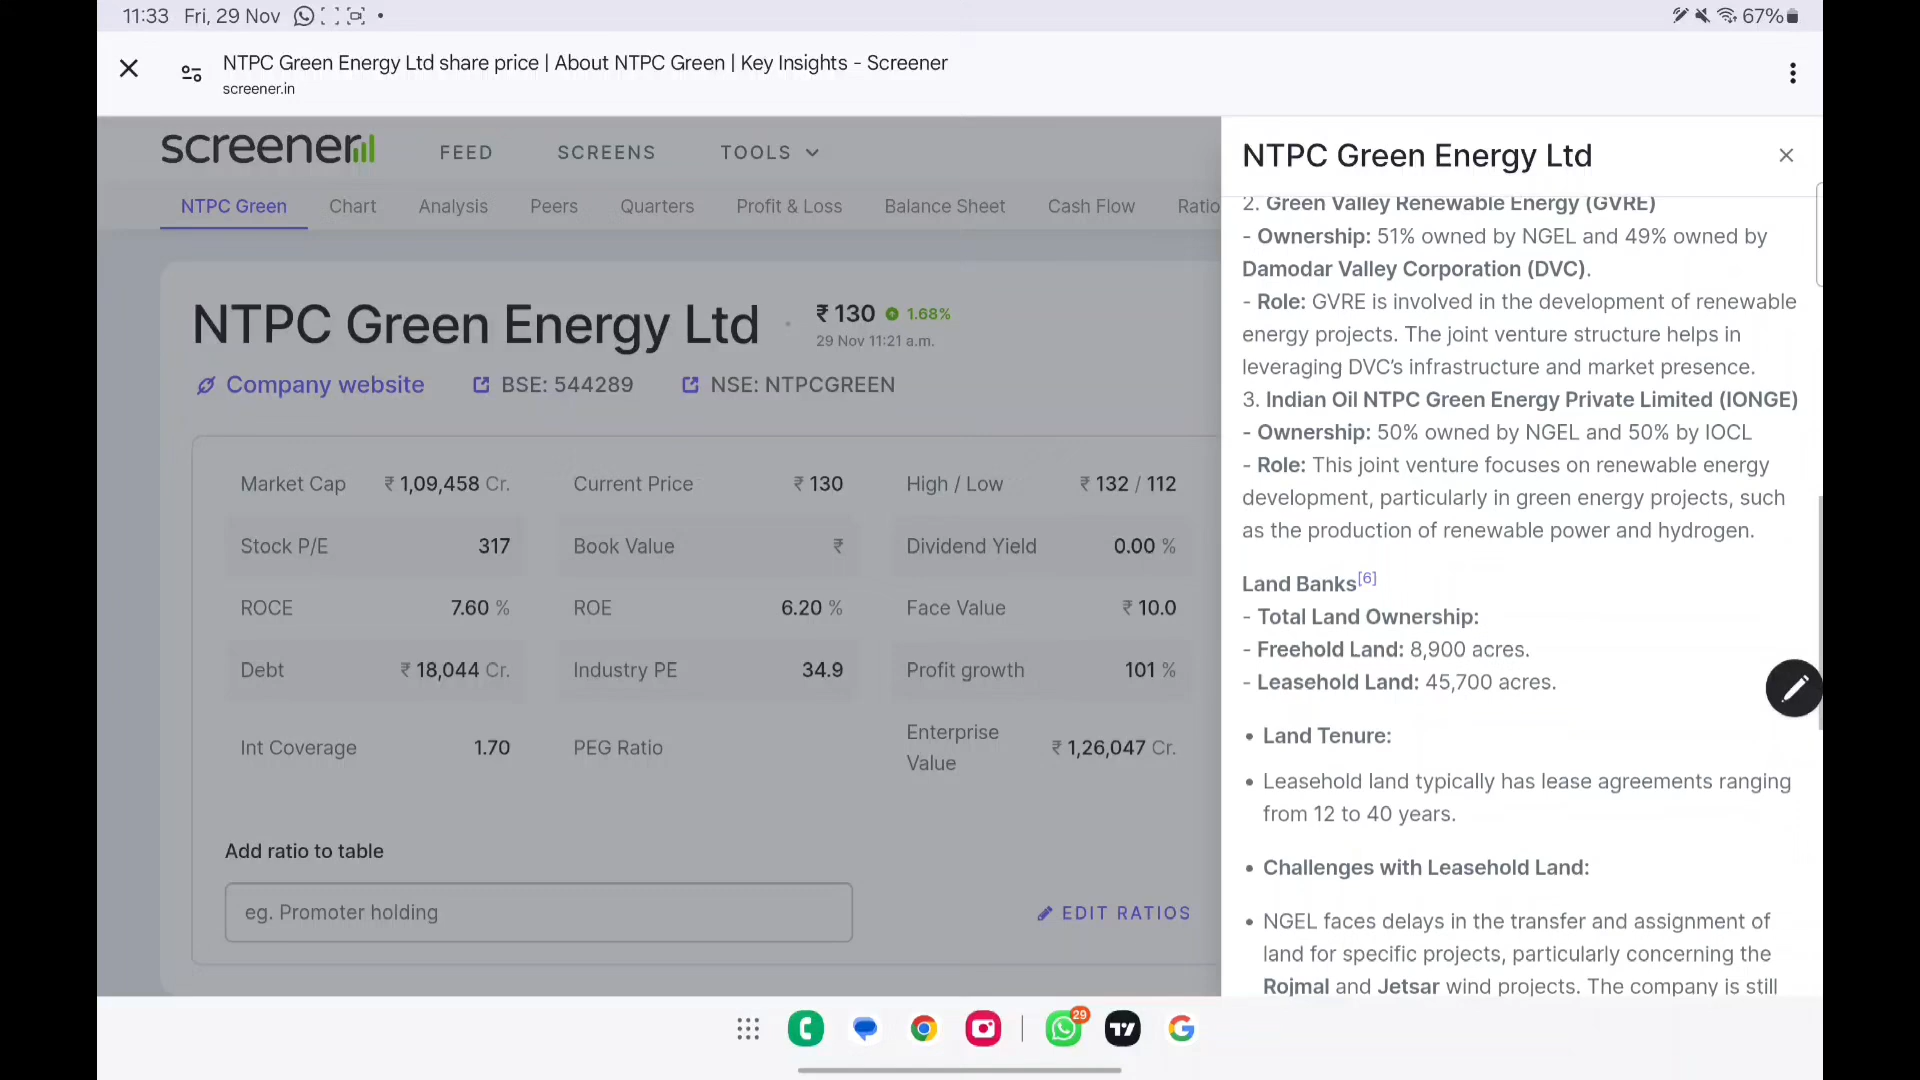 11:33 Fri, 29 Nov
67%
NTPC Green Energy Ltd share price | About NTPC Green | Key Insights - Screener
screener.in
screener
FEED SCREENS TOOLS
NTPC Green Chart Analysis Peers Quarters Profit & Loss Balance Sheet Cash Flow Ratio
NTPC Green Energy Ltd
₹ 130 1.68%
29 Nov 11:21 a.m.
Company website BSE: 544289 NSE: NTPCGREEN
Market Cap ₹ 1,09,458 Cr. Current Price ₹ 130 High / Low ₹ 132 / 112
Stock P/E 317 Book Value ₹ Dividend Yield 0.00 %
ROCE 7.60 % ROE 6.20 % Face Value ₹ 10.0
Debt ₹ 18,044 Cr. Industry PE 34.9 Profit growth 101 %
Int Coverage 1.70 PEG Ratio Enterprise Value ₹ 1,26,047 Cr.
Add ratio to table
eg. Promoter holding
EDIT RATIOS
NTPC Green Energy Ltd
2. Green Valley Renewable Energy (GVRE)
- Ownership: 51% owned by NGEL and 49% owned by
Damodar Valley Corporation (DVC).
- Role: GVRE is involved in the development of renewable
energy projects. The joint venture structure helps in
leveraging DVC’s infrastructure and market presence.
3. Indian Oil NTPC Green Energy Private Limited (IONGE)
- Ownership: 50% owned by NGEL and 50% by IOCL
- Role: This joint venture focuses on renewable energy
development, particularly in green energy projects, such
as the production of renewable power and hydrogen.
Land Banks[6]
- Total Land Ownership:
- Freehold Land: 8,900 acres.
- Leasehold Land: 45,700 acres.
• Land Tenure:
• Leasehold land typically has lease agreements ranging
from 12 to 40 years.
• Challenges with Leasehold Land:
• NGEL faces delays in the transfer and assignment of
land for specific projects, particularly concerning the
Rojmal and Jetsar wind projects. The company is still
29